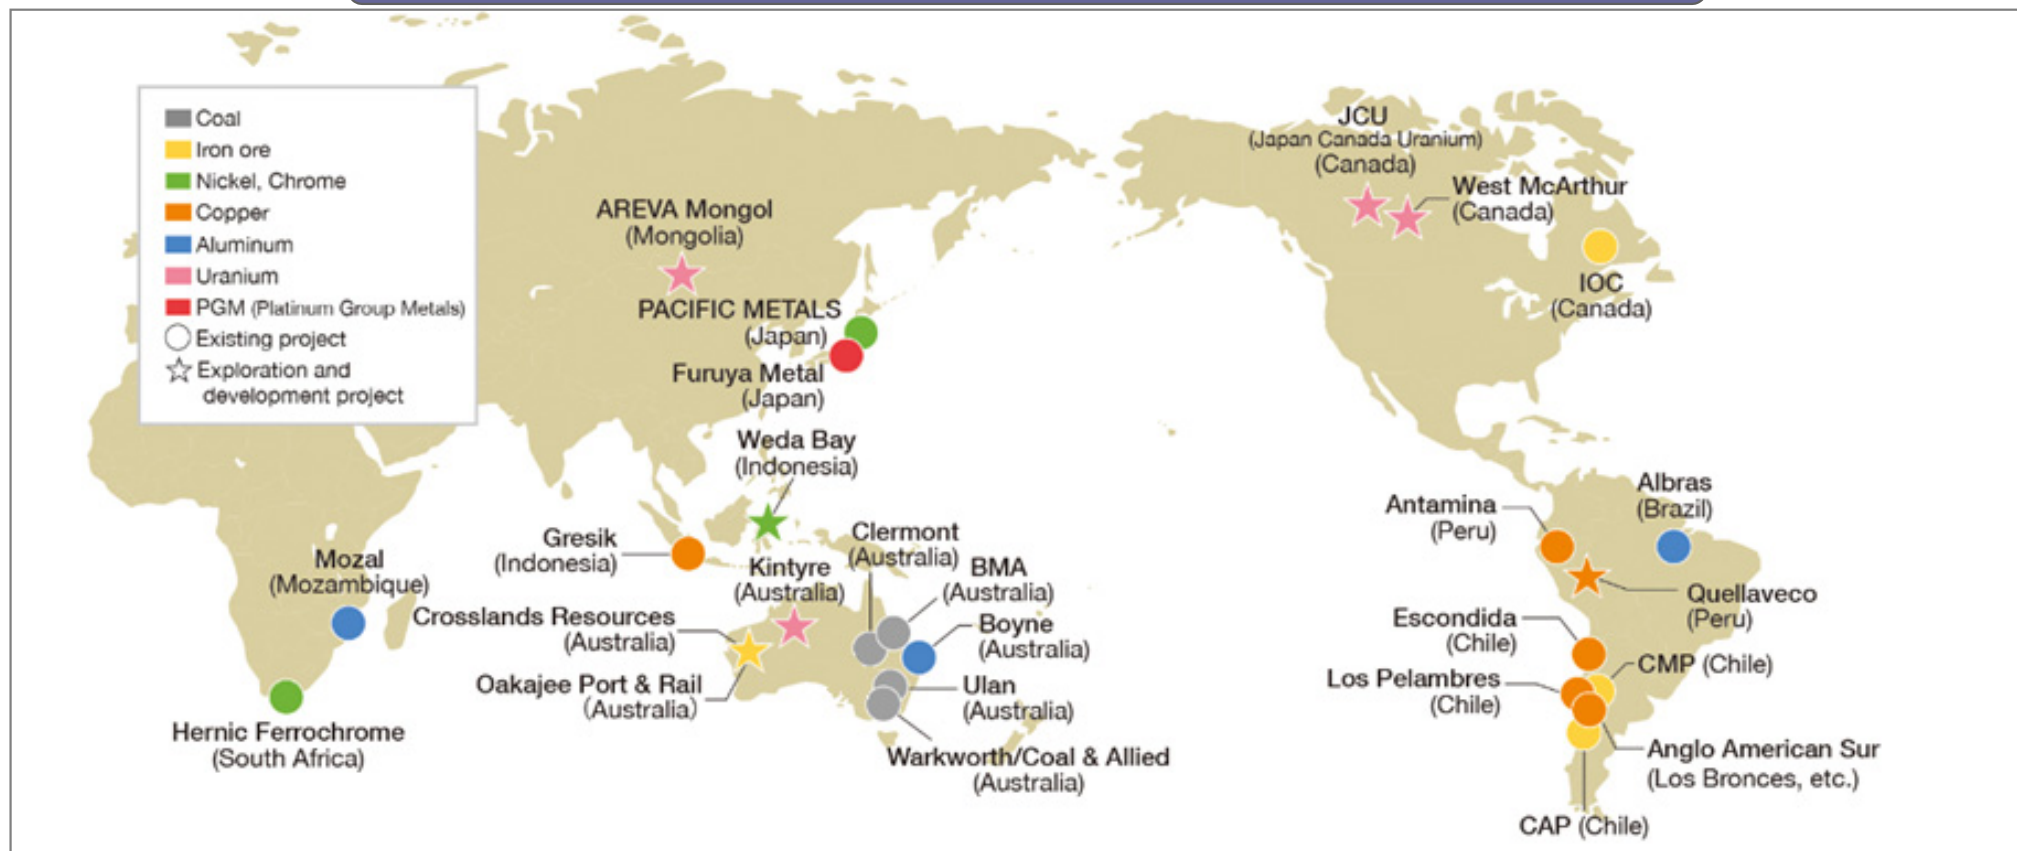 Coal
Iron ore
Nickel, Chrome
Copper
Aluminum
Uranium
PGM (Platinum Group Metals)
Existing project
Exploration and
development project
AREVA Mongol
(Mongolia)
PACIFIC METALS
(Japan)
Furuya Metal
(Japan)
Weda Bay
(Indonesia)
Gresik
(Indonesia)
Clermont
(Australia)
Kintyre
(Australia)
BMA
(Australia)
Boyne
(Australia)
Crosslands Resources
(Australia)
Oakajee Port & Rail
(Australia)
Ulan
(Australia)
Warkworth/Coal & Allied
(Australia)
Mozal
(Mozambique)
Hernic Ferrochrome
(South Africa)
JCU
(Japan Canada Uranium)
(Canada)
West McArthur
(Canada)
IOC
(Canada)
Antamina
(Peru)
Albras
(Brazil)
Quellaveco
(Peru)
Escondida
(Chile)
CMP (Chile)
Los Pelambres
(Chile)
Anglo American Sur
(Los Bronces, etc.)
CAP (Chile)